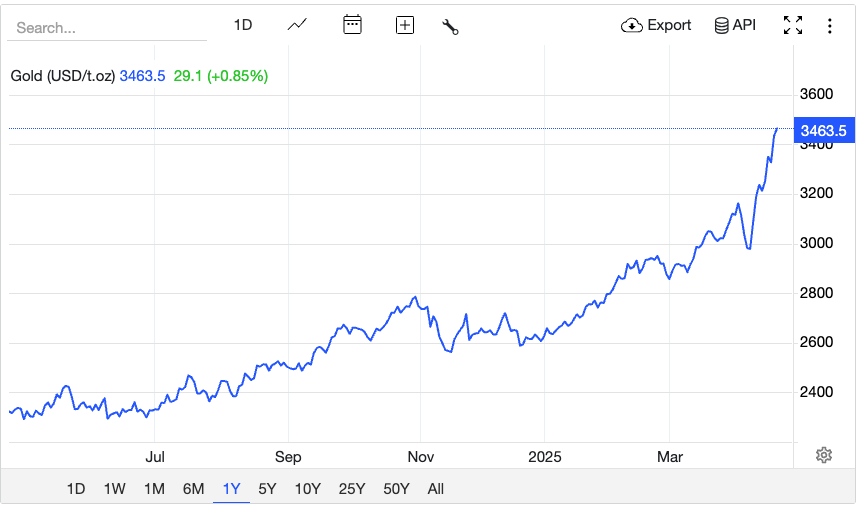 Search... 1D Export API
Gold (USD/t.oz) 3463.5 29.1 (+0.85%)
3600
3463.5
3400
3200
3000
2800
2600
2400
Jul Sep Nov 2025 Mar
1D 1W 1M 6M 1Y 5Y 10Y 25Y 50Y All